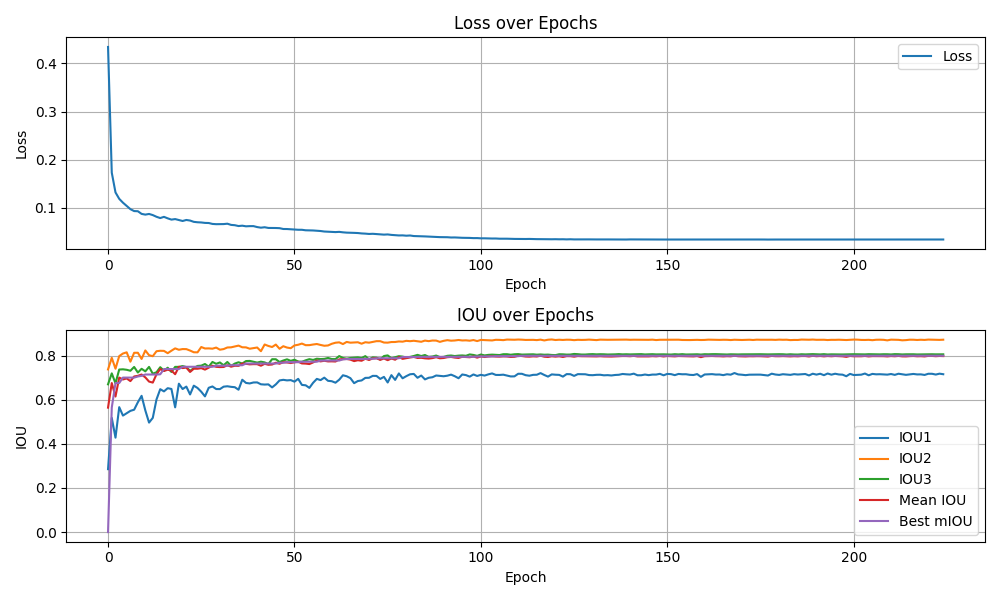 Loss over Epochs
Loss
0.4
0.3
0.2
0.1
Loss
0
50
100
150
200
Epoch
IOU over Epochs
IOU
0.8
0.6
0.4
0.2
0.0
IOU1
IOU2
IOU3
Mean IOU
Best mIOU
0
50
100
150
200
Epoch